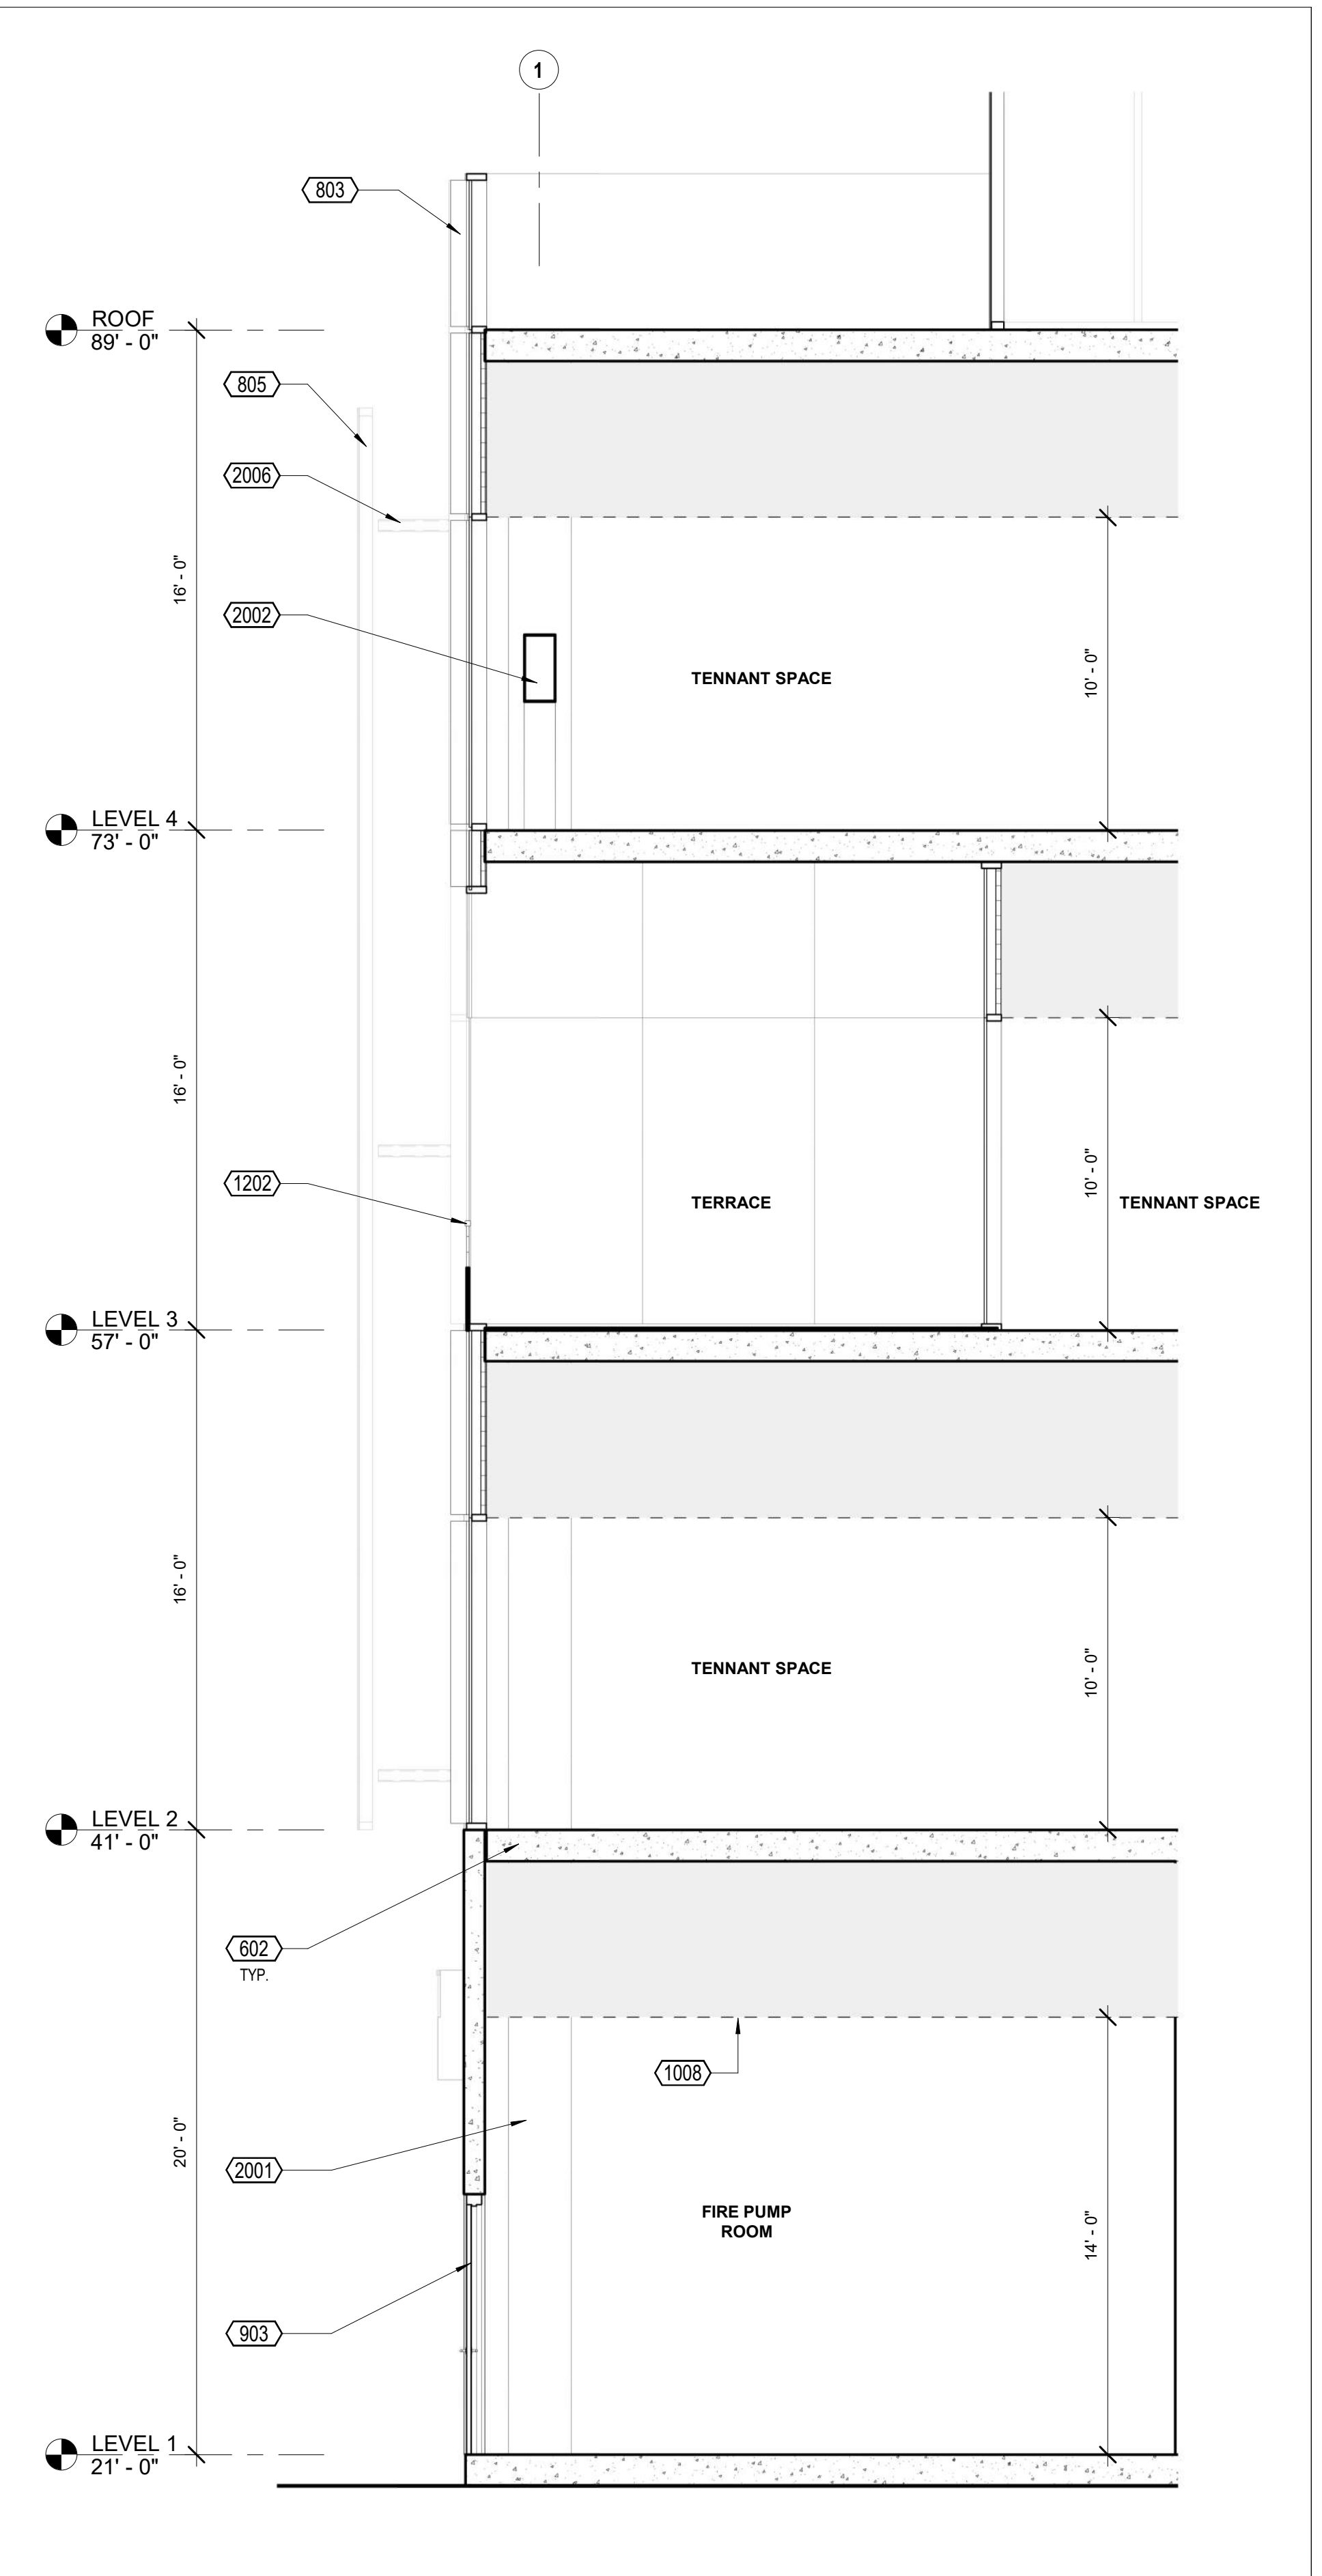 1
803
ROOF
89' - 0"
805
2006
16' - 0"
2002
TENNANT SPACE
10' - 0"
LEVEL 4
73' - 0"
16' - 0"
1202
TERRACE
10' - 0"
TENNANT SPACE
LEVEL 3
57' - 0"
16' - 0"
TENNANT SPACE
10' - 0"
LEVEL 2
41' - 0"
602
TYP.
1008
20' - 0"
2001
FIRE PUMP
ROOM
14' - 0"
903
LEVEL 1
21' - 0"